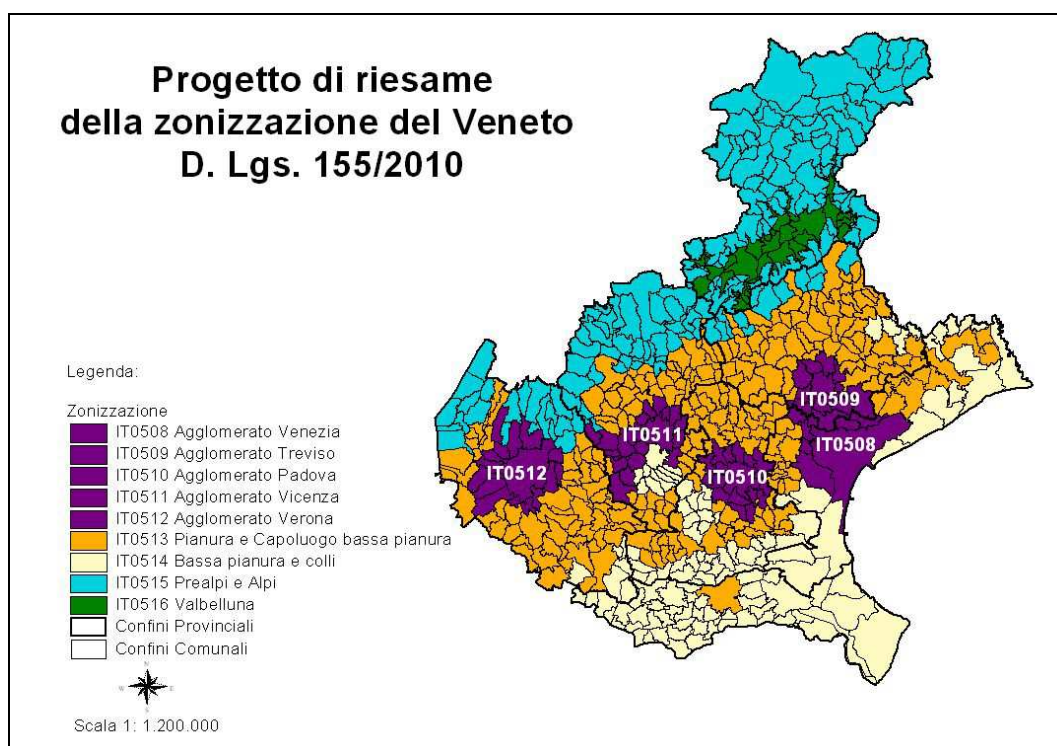 Progetto di riesame
della zonizzazione del Veneto
D. Lgs. 155/2010
Legenda:
Zonizzazione
IT0508 Agglomerato Venezia
IT0509 Agglomerato Treviso
IT0510 Agglomerato Padova
IT0511 Agglomerato Vicenza
IT0512 Agglomerato Verona
IT0513 Pianura e Capoluogo bassa pianura
IT0514 Bassa pianura e colli
IT0515 Prealpi e Alpi
IT0516 Valbelluna
Confini Provinciali
Confini Comunali
N
W E
S
Scala 1: 1.200.000
IT0509
IT0511
IT0508
IT0512
IT0510